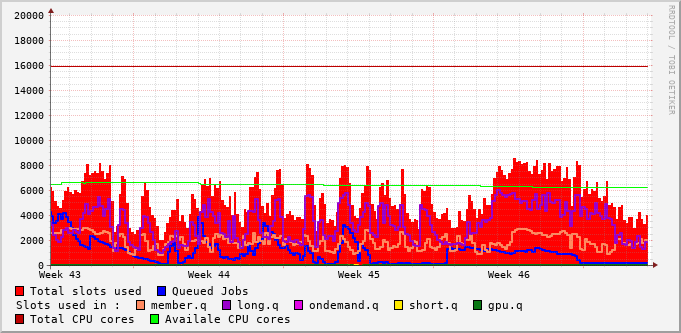 RRDTOOL / TOBI OETIKER
20000
18000
16000
14000
12000
10000
8000
6000
4000
2000
0
Week 43 Week 44 Week 45 Week 46
Total slots used Queued Jobs
Slots used in : member.q long.q ondemand.q short.q gpu.q
Total CPU cores Availale CPU cores